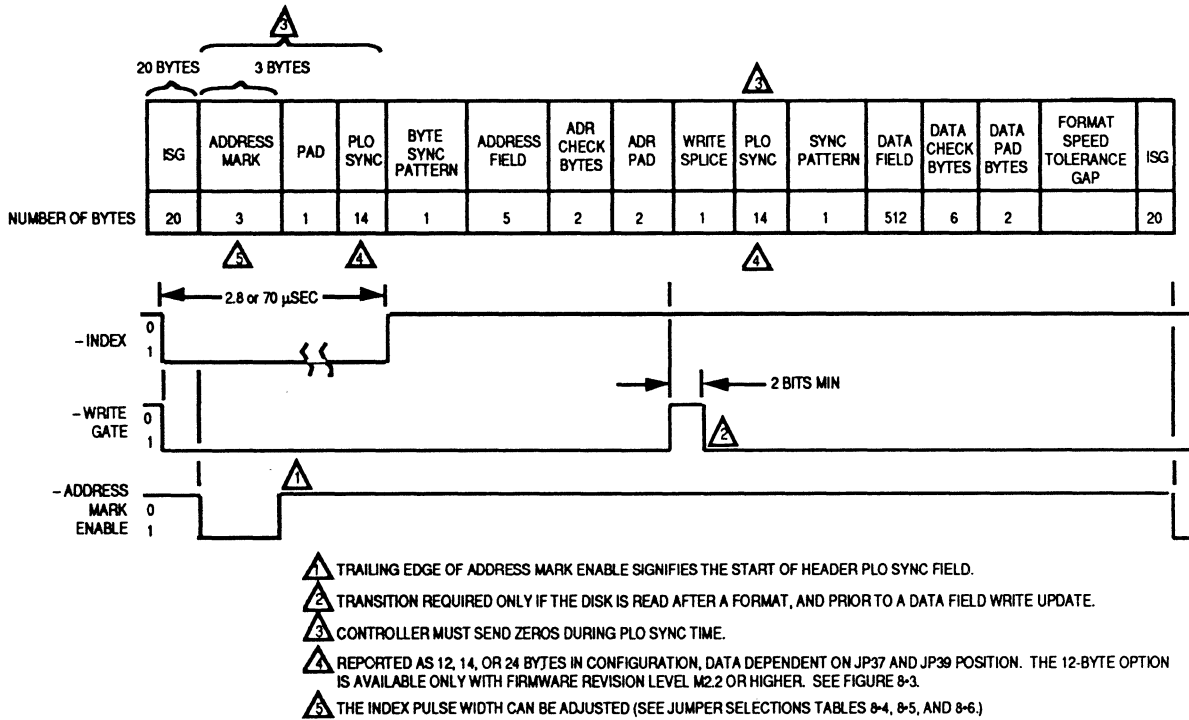 3
20 BYTES 3 BYTES
3
ISG ADDRESS MARK PAD PLO SYNC BYTE SYNC PATTERN ADDRESS FIELD ADR CHECK BYTES ADR PAD WRITE SPLICE PLO SYNC SYNC PATTERN DATA FIELD DATA CHECK BYTES DATA PAD BYTES FORMAT SPEED TOLERANCE GAP ISG
NUMBER OF BYTES 20 3 1 14 1 5 2 2 1 14 1 512 6 2 20
5 4 4
2.8 or 70 µSEC
– INDEX 0 1
2 BITS MIN
– WRITE GATE 0 1
2
1
– ADDRESS MARK ENABLE 0 1
1 TRAILING EDGE OF ADDRESS MARK ENABLE SIGNIFIES THE START OF HEADER PLO SYNC FIELD.
2 TRANSITION REQUIRED ONLY IF THE DISK IS READ AFTER A FORMAT, AND PRIOR TO A DATA FIELD WRITE UPDATE.
3 CONTROLLER MUST SEND ZEROS DURING PLO SYNC TIME.
4 REPORTED AS 12, 14, OR 24 BYTES IN CONFIGURATION, DATA DEPENDENT ON JP37 AND JP39 POSITION. THE 12-BYTE OPTION
IS AVAILABLE ONLY WITH FIRMWARE REVISION LEVEL M2.2 OR HIGHER. SEE FIGURE 8-3.
5 THE INDEX PULSE WIDTH CAN BE ADJUSTED (SEE JUMPER SELECTIONS TABLES 8-4, 8-5, AND 8-6.)